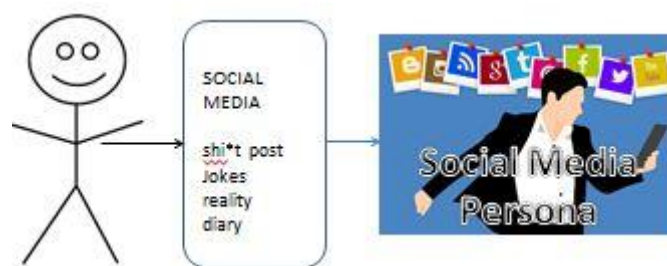 SOCIAL
MEDIA
shi*t post
Jokes
reality
diary
Social Media
Persona